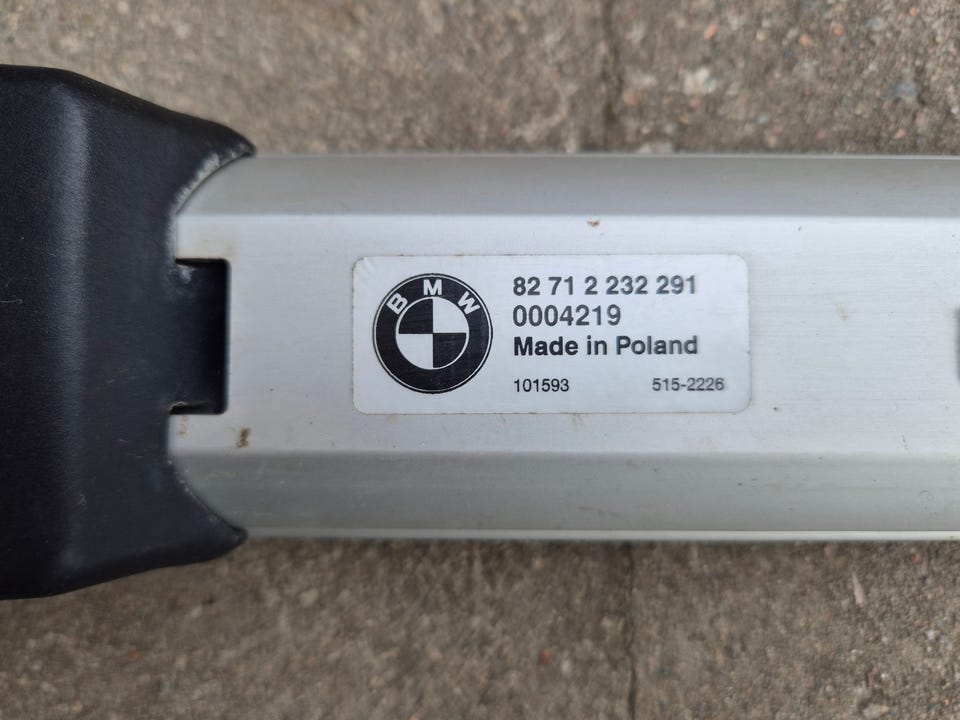 BMW
82 71 2 232 291
0004219
Made in Poland
101593 515-2226